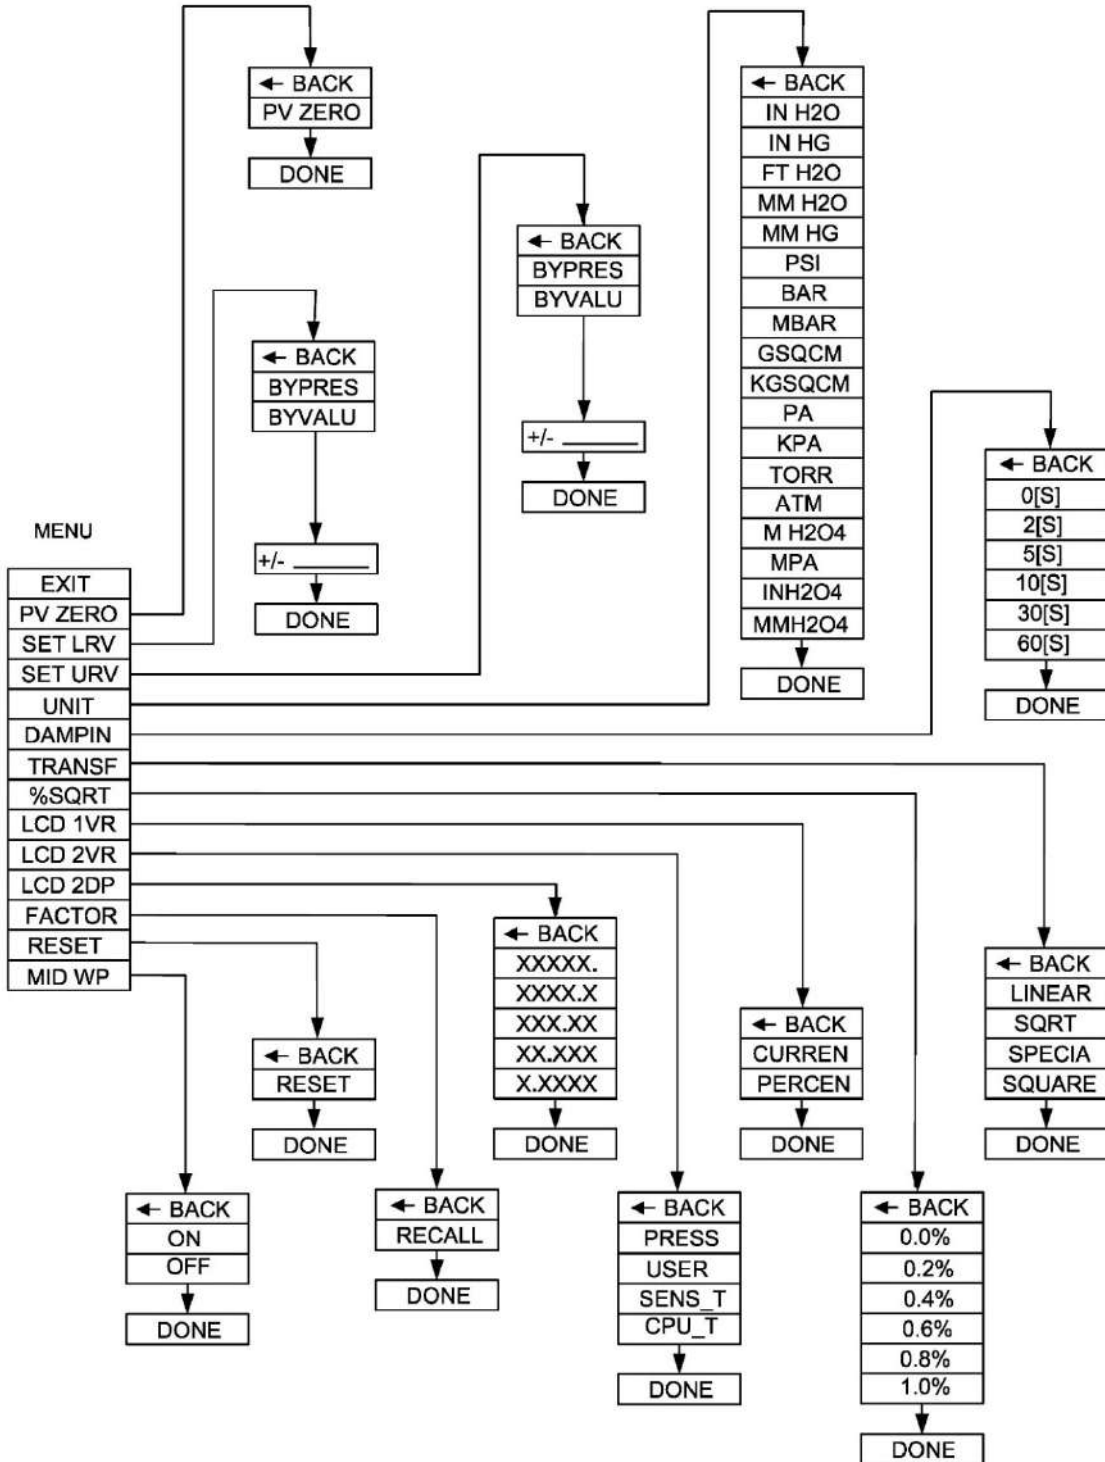 MENU
EXIT
PV ZERO
SET LRV
SET URV
UNIT
DAMPIN
TRANSF
%SQRT
LCD 1VR
LCD 2VR
LCD 2DP
FACTOR
RESET
MID WP
← BACK
PV ZERO
DONE
← BACK
BYPRES
BYVALU
+/- ______
DONE
← BACK
BYPRES
BYVALU
+/- ______
DONE
← BACK
IN H2O
IN HG
FT H2O
MM H2O
MM HG
PSI
BAR
MBAR
GSQCM
KGSQCM
PA
KPA
TORR
ATM
M H2O4
MPA
INH2O4
MMH2O4
DONE
← BACK
0[S]
2[S]
5[S]
10[S]
30[S]
60[S]
DONE
← BACK
LINEAR
SQRT
SPECIA
SQUARE
DONE
← BACK
0.0%
0.2%
0.4%
0.6%
0.8%
1.0%
DONE
← BACK
CURREN
PERCEN
DONE
← BACK
PRESS
USER
SENS_T
CPU_T
DONE
← BACK
XXXXX.
XXXX.X
XXX.XX
XX.XXX
X.XXXX
DONE
← BACK
RECALL
DONE
← BACK
RESET
DONE
← BACK
ON
OFF
DONE